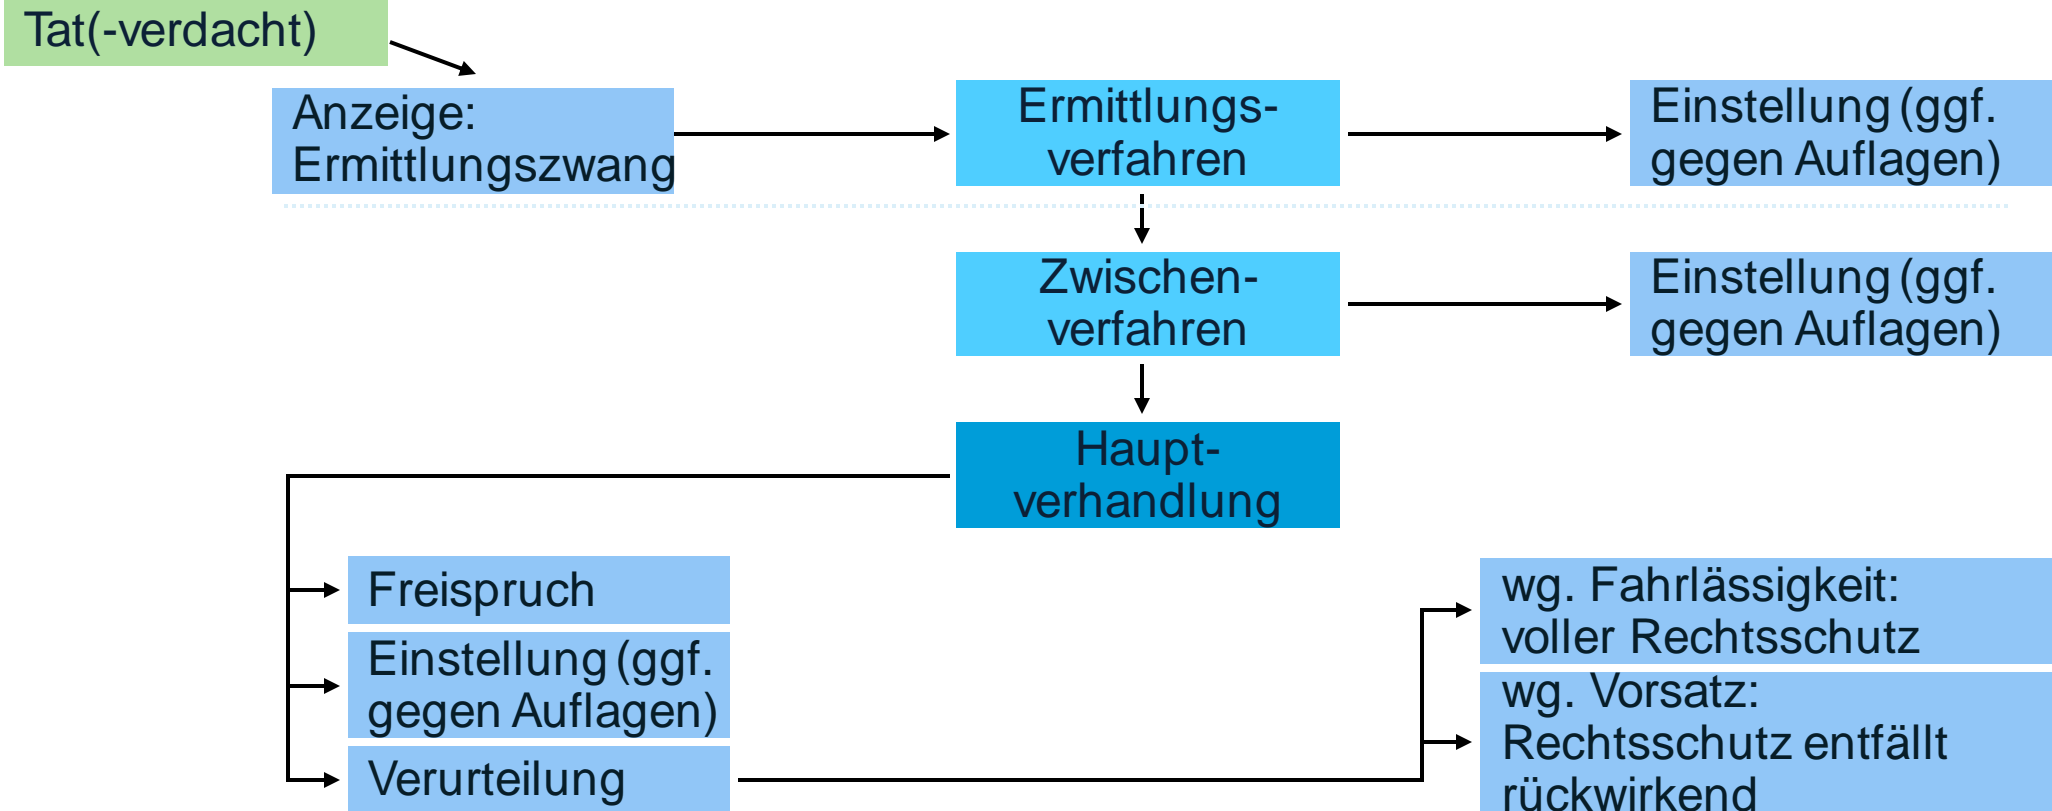 Tat(-verdacht)
Anzeige:
Ermittlungszwang
Ermittlungs-
verfahren
Einstellung (ggf.
gegen Auflagen)
Zwischen-
verfahren
Einstellung (ggf.
gegen Auflagen)
Haupt-
verhandlung
Freispruch
Einstellung (ggf.
gegen Auflagen)
Verurteilung
wg. Fahrlässigkeit:
voller Rechtsschutz
wg. Vorsatz:
Rechtsschutz entfällt
rückwirkend